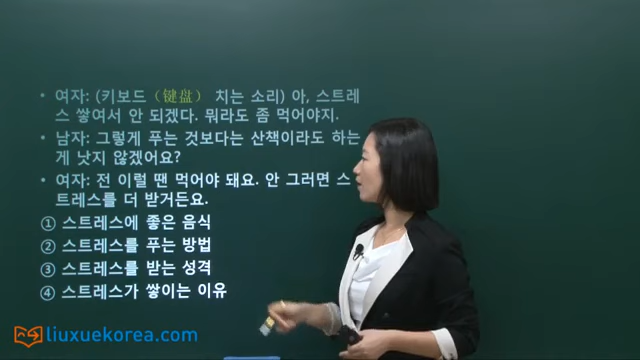 • 여자: (키보드（键盘） 치는 소리) 아, 스트레
스 쌓여서 안 되겠다. 뭐라도 좀 먹어야지.
• 남자: 그렇게 푸는 것보다는 산책이라도 하는
게 낫지 않겠어요?
• 여자: 전 이럴 땐 먹어야 돼요. 안 그러면 스
트레스를 더 받거든요.
① 스트레스에 좋은 음식
② 스트레스를 푸는 방법
③ 스트레스를 받는 성격
④ 스트레스가 쌓이는 이유
liuxuekorea.com